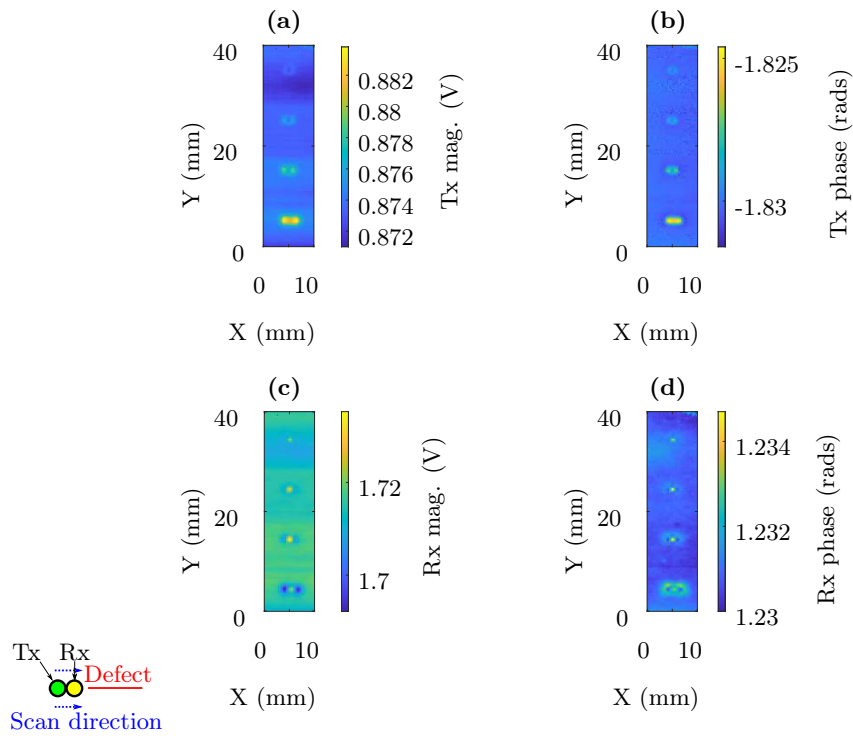 (a)
40
20
0
Y (mm)
0 10
X (mm)
0.882
0.88
0.878
0.876
0.874
0.872
Tx mag. (V)
(b)
40
20
0
Y (mm)
0 10
X (mm)
-1.825
-1.83
Tx phase (rads)
(c)
40
20
0
Y (mm)
0 10
X (mm)
1.72
1.7
Rx mag. (V)
(d)
40
20
0
Y (mm)
0 10
X (mm)
1.234
1.232
1.23
Rx phase (rads)
Tx Rx
Defect
Scan direction